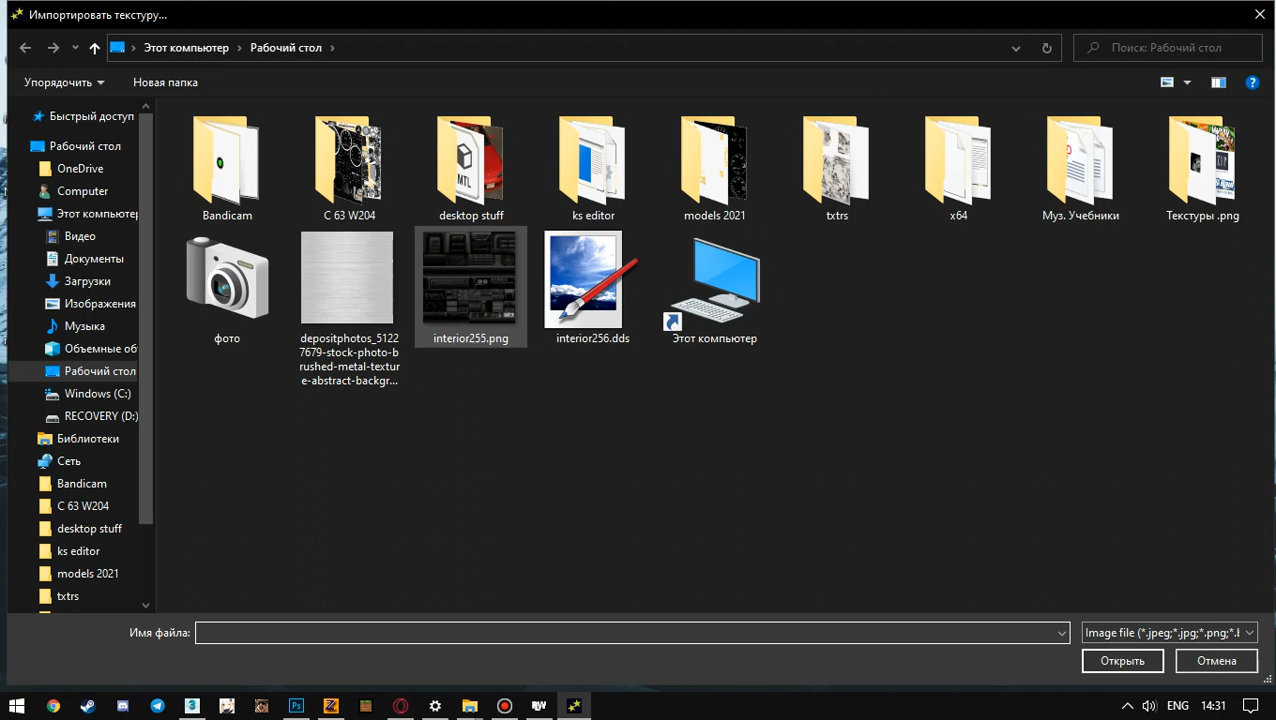 Импортировать текстуру...
Этот компьютер
Рабочий стол
Поиск: Рабочий стол
Упорядочить
Новая папка
Быстрый доступ
Рабочий стол
OneDrive
Computer
Этот компьютер
Видео
Документы
Загрузки
Изображения
Музыка
Объемные об
Рабочий стол
Windows (C:)
RECOVERY (D:)
Библиотеки
Сеть
Bandicam
C 63 W204
desktop stuff
ks editor
models 2021
txtrs
Bandicam
C 63 W204
MTL
desktop stuff
ks editor
models 2021
txtrs
x64
Муз. Учебники
Текстуры .png
фото
depositphotos_5122
7679-stock-photo-b
rushed-metal-textur
e-abstract-backgr...
interior255.png
interior256.dds
Этот компьютер
Имя файла:
Image file (*.jpeg;*.jpg;*.png;*.
Открыть
Отмена
Ps
ENG
14:31